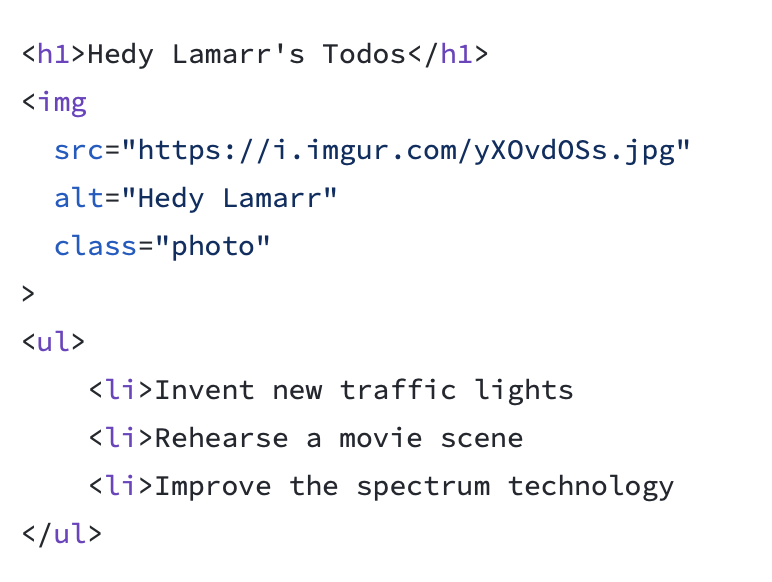 <h1>Hedy Lamarr's Todos</h1>
<img
src="https://i.imgur.com/yXOvdOSs.jpg"
alt="Hedy Lamarr"
class="photo"
>
<ul>
<li>Invent new traffic lights
<li>Rehearse a movie scene
<li>Improve the spectrum technology
</ul>